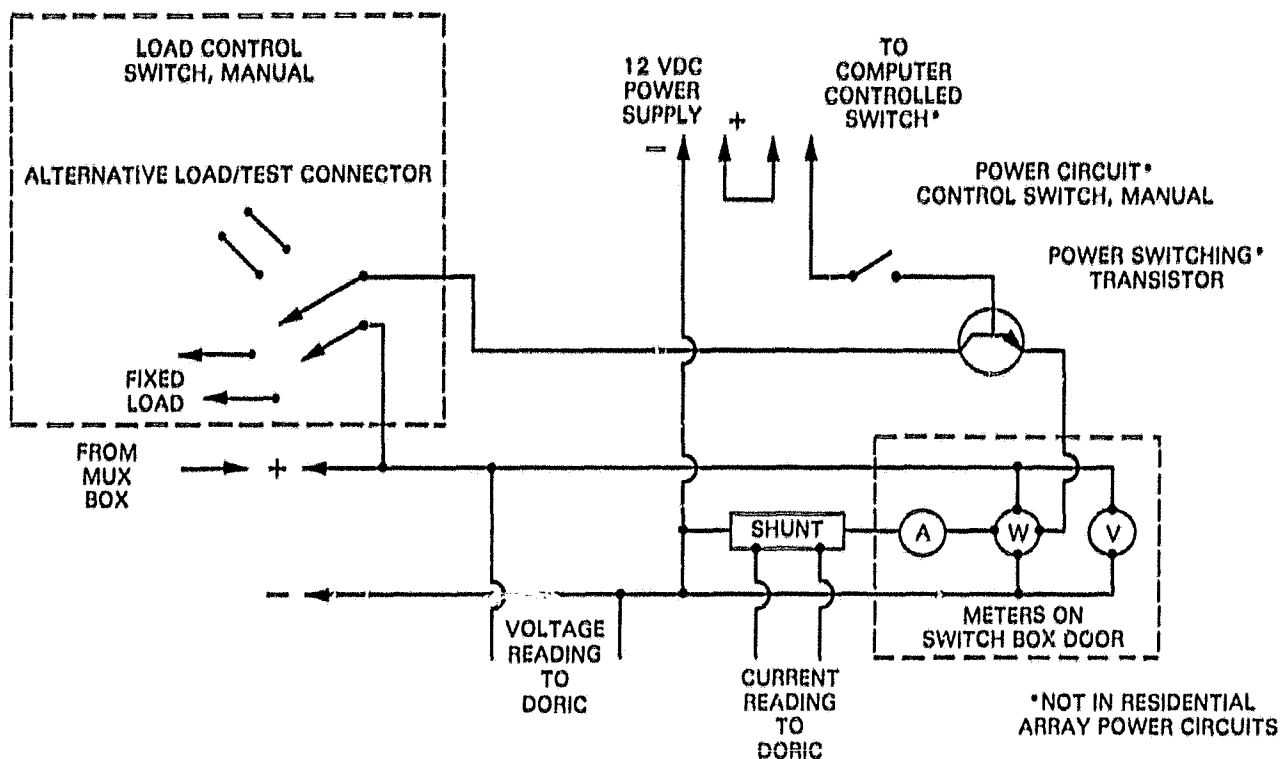 LOAD CONTROL
SWITCH, MANUAL
ALTERNATIVE LOAD/TEST CONNECTOR
FIXED
LOAD
12 VDC
POWER
SUPPLY
+
−
TO
COMPUTER
CONTROLLED
SWITCH*
POWER CIRCUIT*
CONTROL SWITCH, MANUAL
POWER SWITCHING*
TRANSISTOR
FROM
MUX
BOX
+
SHUNT
A
W
V
−
METERS ON
SWITCH BOX DOOR
VOLTAGE
READING
TO
DORIC
CURRENT
READING
TO
DORIC
*NOT IN RESIDENTIAL
ARRAY POWER CIRCUITS